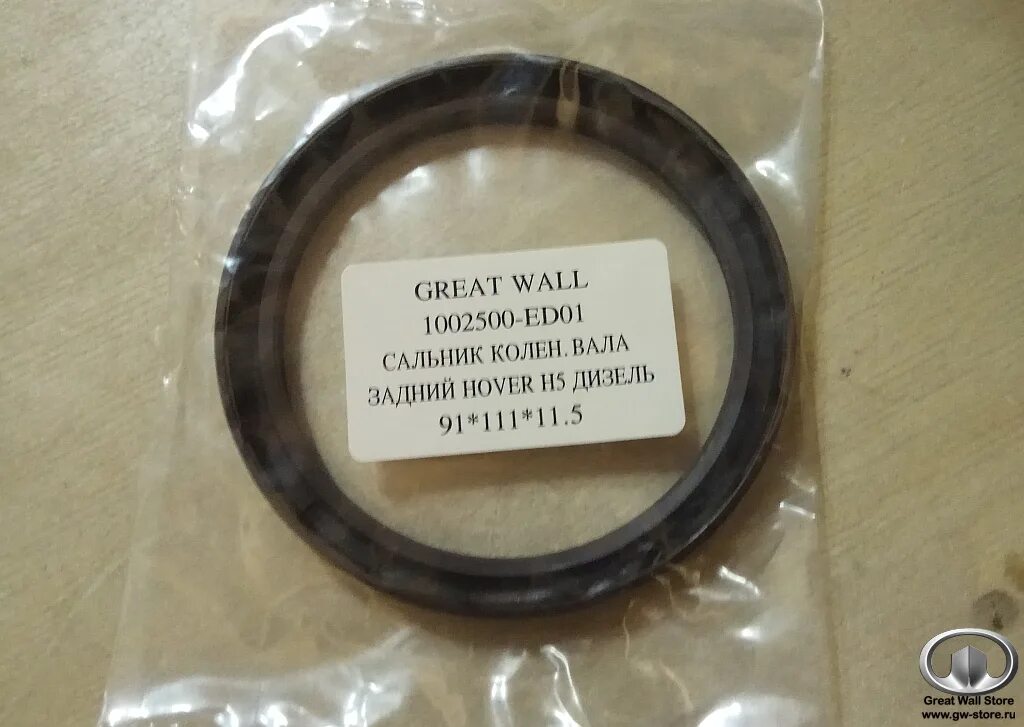 GREAT WALL
1002500-ED01
САЛЬНИК КОЛЕН. ВАЛА
ЗАДНИЙ HOVER H5 ДИЗЕЛЬ
91*111*11.5
Great Wall Store
www.gw-store.ru